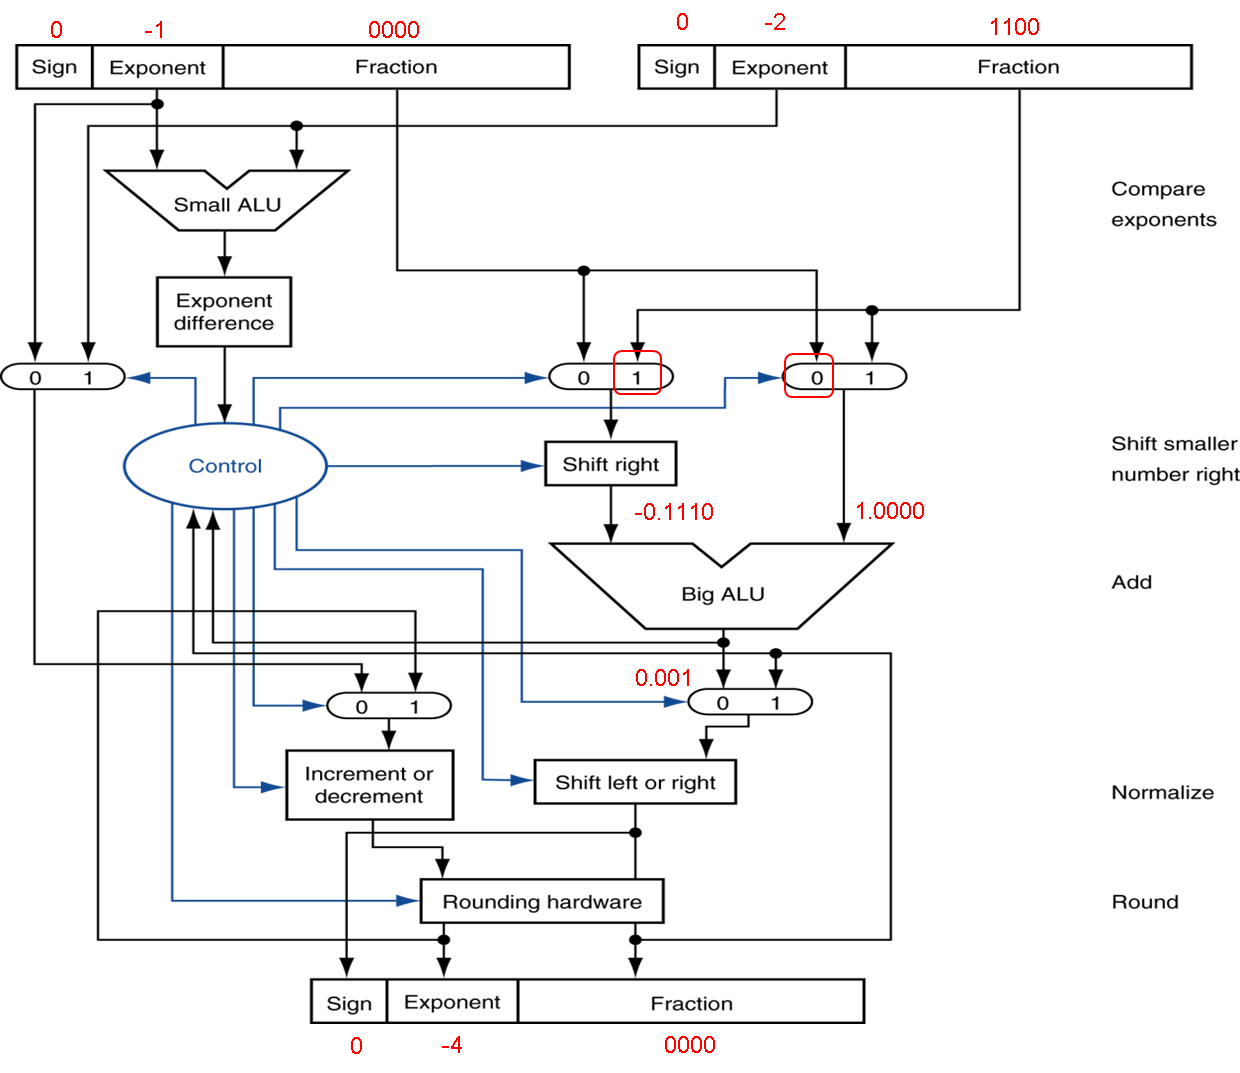 0 -1 0000 0 -2 1100
Sign Exponent Fraction Sign Exponent Fraction
Compare
exponents
Small ALU
Exponent
difference
0 1 0 1 0 1
Control
Shift right
Shift smaller
number right
-0.1110 1.0000
Big ALU
Add
0.001
0 1 0 1
Increment or
decrement
Shift left or right
Normalize
Rounding hardware
Round
Sign Exponent Fraction
0 -4 0000